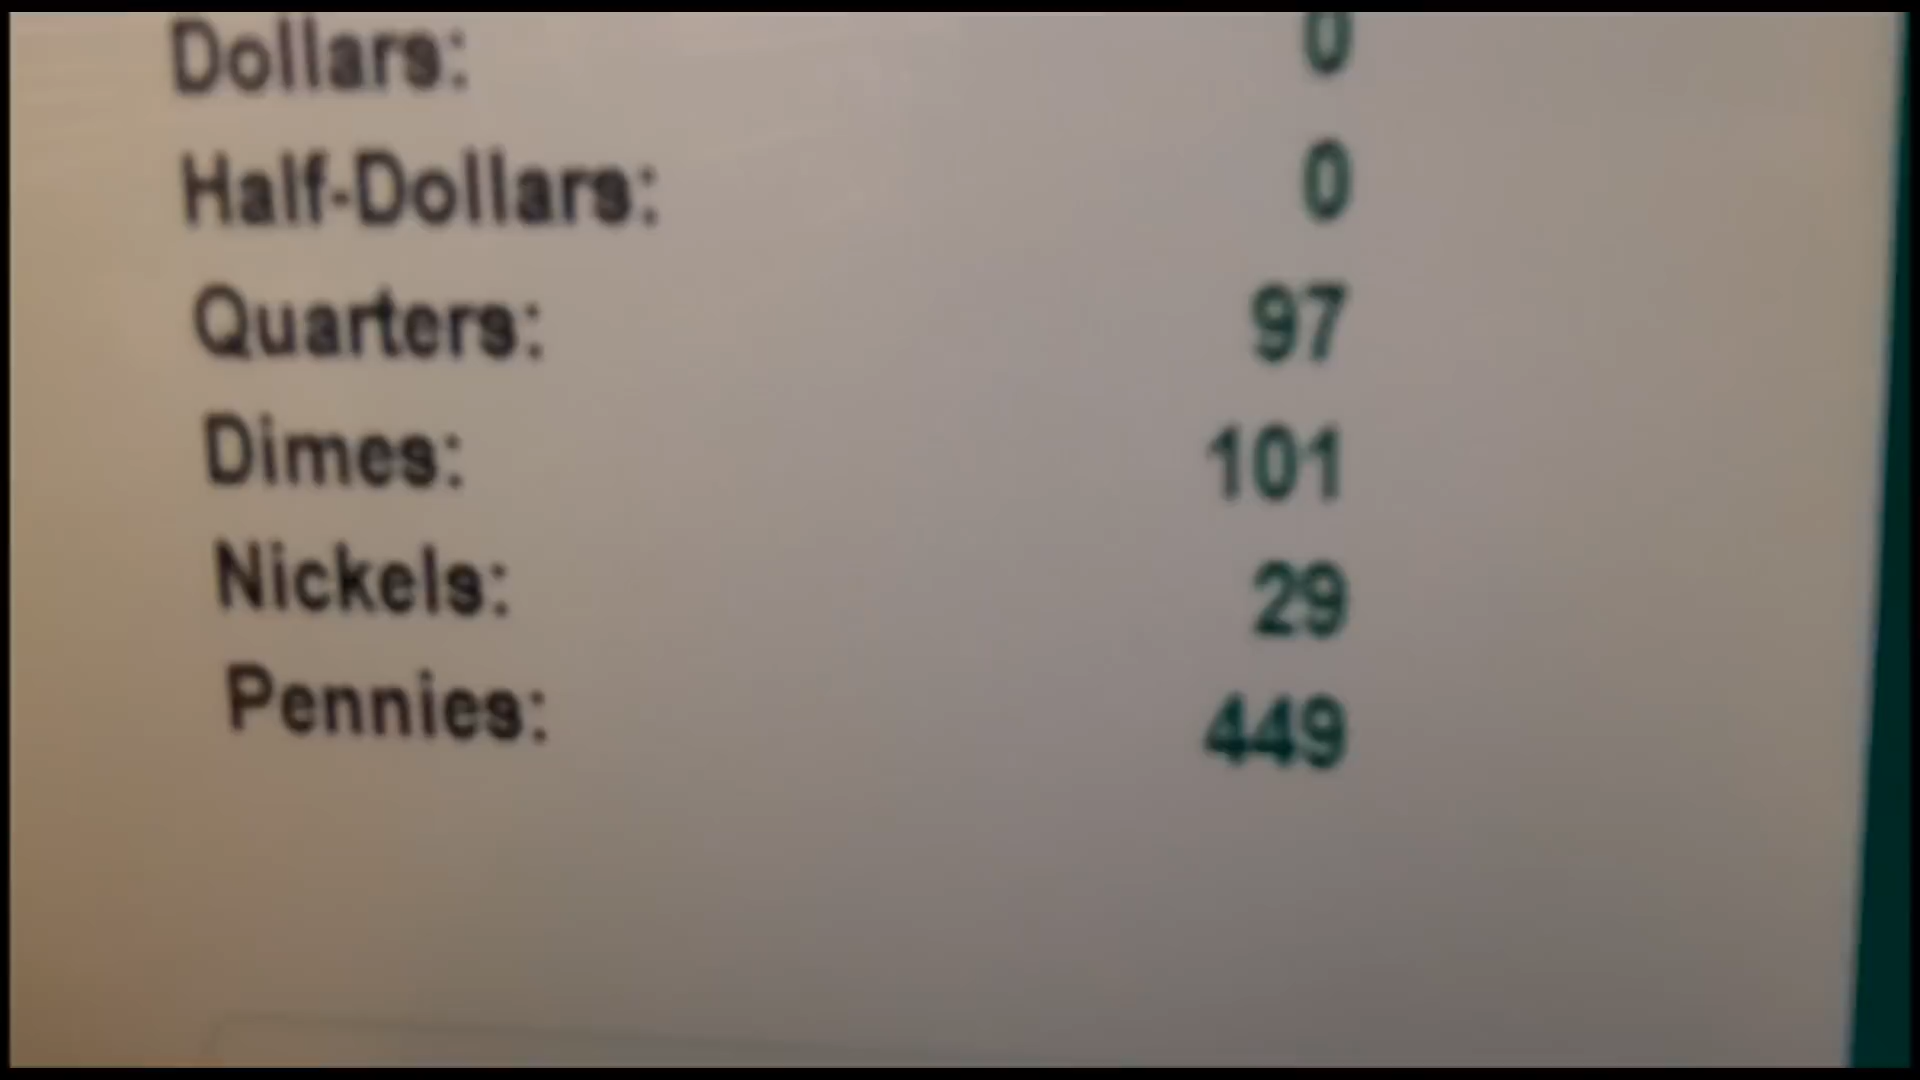 Dollars: 0
Half-Dollars: 0
Quarters: 97
Dimes: 101
Nickels: 29
Pennies: 449